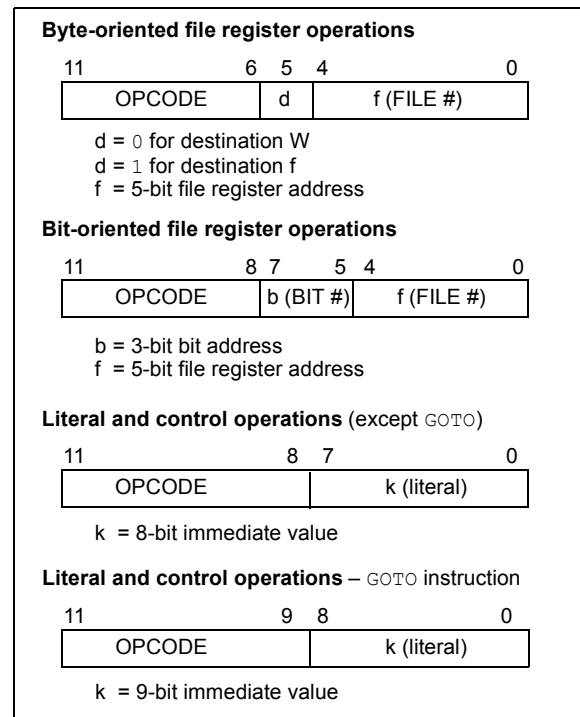 Byte-oriented file register operations
11 6 5 4 0
OPCODE d f (FILE #)
d = 0 for destination W
d = 1 for destination f
f = 5-bit file register address
Bit-oriented file register operations
11 8 7 5 4 0
OPCODE b (BIT #) f (FILE #)
b = 3-bit bit address
f = 5-bit file register address
Literal and control operations (except GOTO)
11 8 7 0
OPCODE k (literal)
k = 8-bit immediate value
Literal and control operations – GOTO instruction
11 9 8 0
OPCODE k (literal)
k = 9-bit immediate value